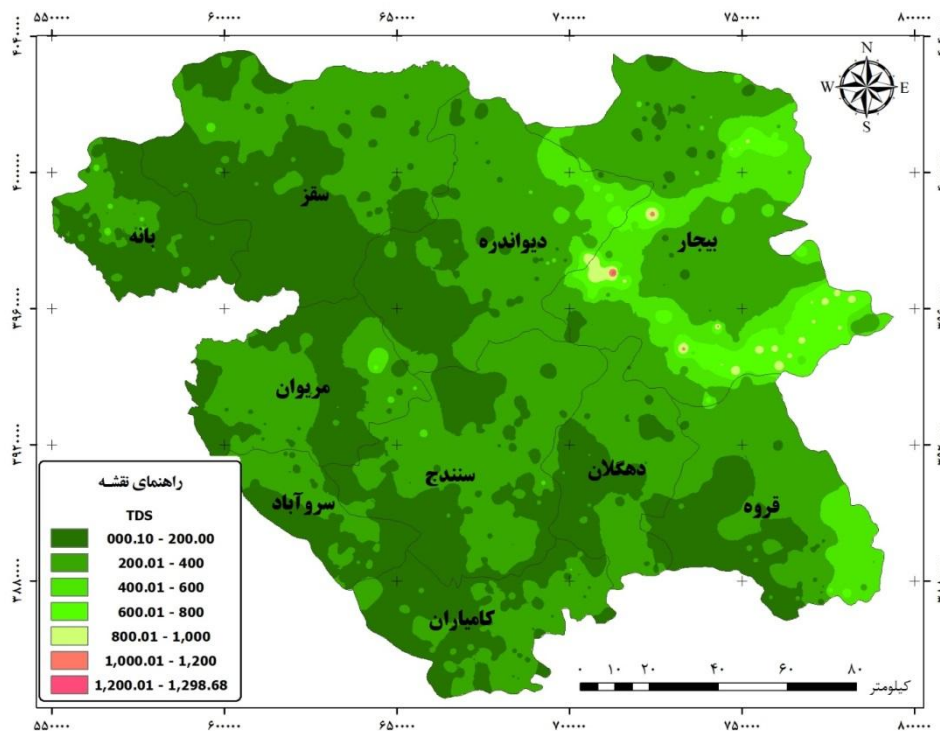 ۵۵۰۰۰۰ ۶۰۰۰۰۰ ۶۵۰۰۰۰ ۷۰۰۰۰۰ ۷۵۰۰۰۰ ۸۰۰۰۰۰
N
W E
S
سقز
بانه
دیواندره
بیجار
مریوان
سنندج
دهگلان
سروآباد
قروه
کامیاران
راهنمای نقشه
TDS
000.10 - 200.00
200.01 - 400
400.01 - 600
600.01 - 800
800.01 - 1,000
1,000.01 - 1,200
1,200.01 - 1,298.68
۰ ۱۰ ۲۰ ۴۰ ۶۰ ۸۰
کیلومتر
۵۵۰۰۰۰ ۶۰۰۰۰۰ ۶۵۰۰۰۰ ۷۰۰۰۰۰ ۷۵۰۰۰۰ ۸۰۰۰۰۰